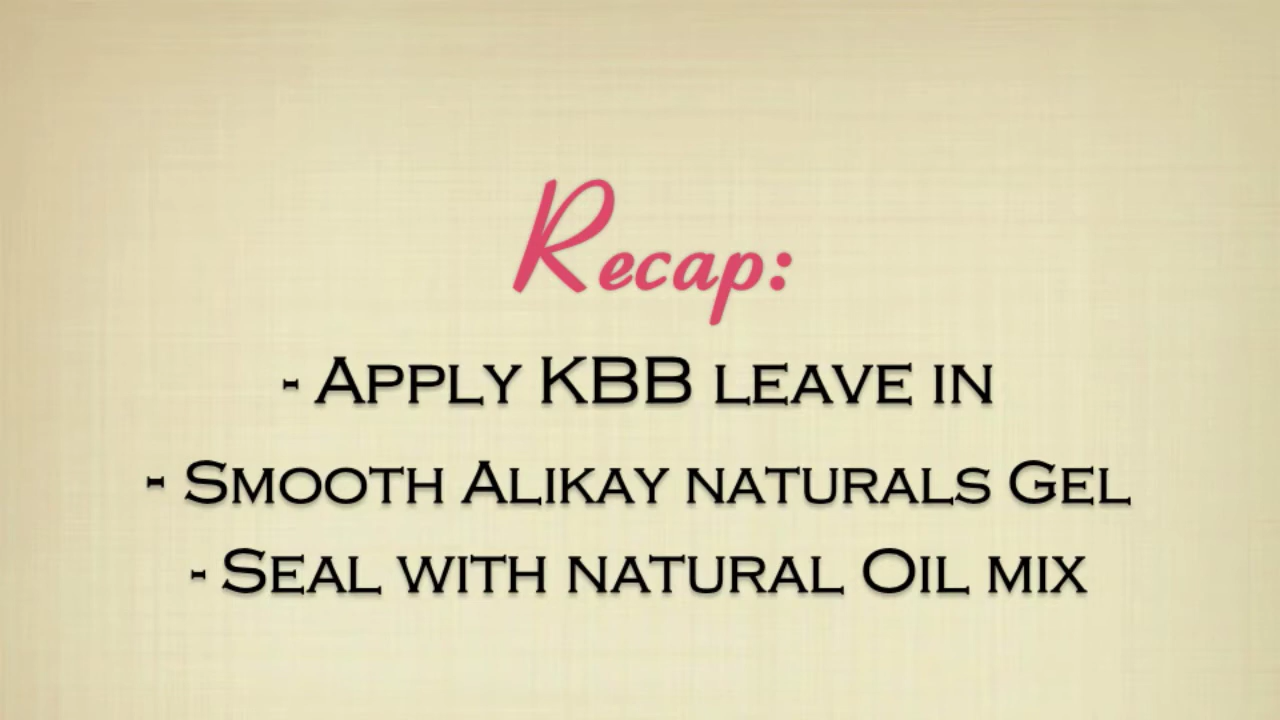 Recap:
- Apply KBB leave in
- Smooth Alikay naturals Gel
- Seal with natural Oil mix